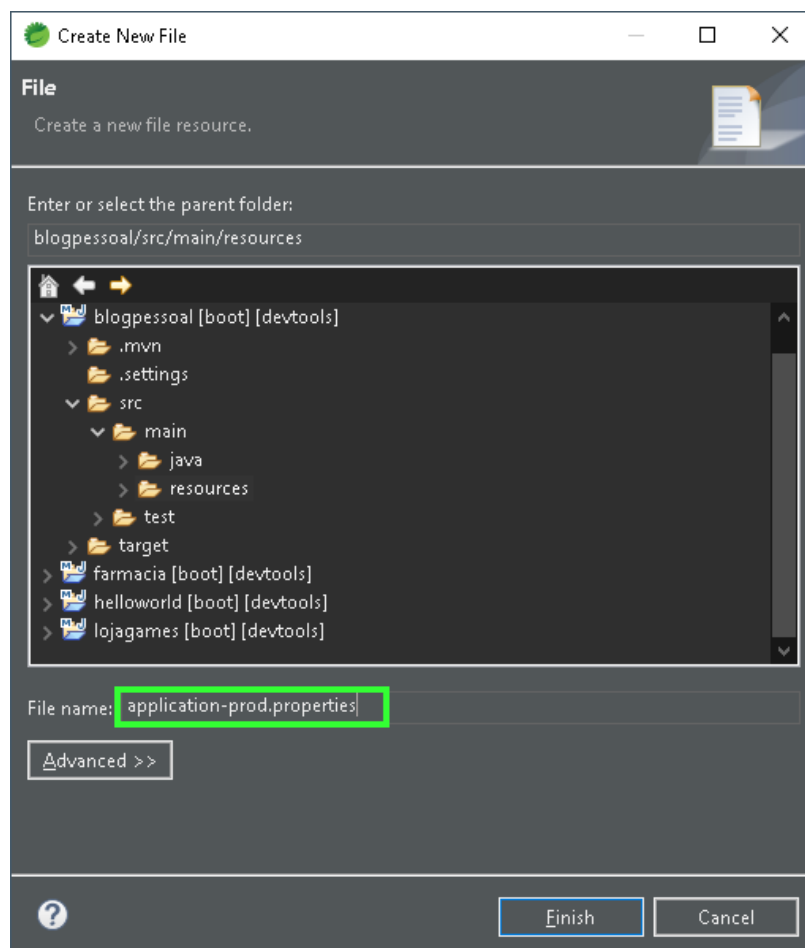 Create New File
File
Create a new file resource.
Enter or select the parent folder:
blogpessoal/src/main/resources
blogpessoal [boot] [devtools]
.mvn
.settings
src
main
java
resources
test
target
farmacia [boot] [devtools]
helloworld [boot] [devtools]
lojagames [boot] [devtools]
File name: application-prod.properties
Advanced >>
? Finish Cancel